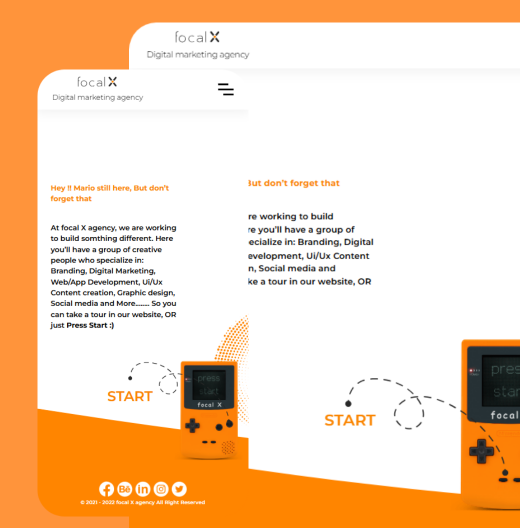 focal X
Digital marketing agency
focal X
Digital marketing agency
Hey !! Mario still here, But don't
forget that
At focal X agency, we are working
to build somthing different. Here
you'll have a group of creative
people who specialize in:
Branding, Digital Marketing,
Web/App Development, Ui/Ux
Content creation, Graphic design,
Social media and More....... So you
can take a tour in our website, OR
just Press Start :)
START
press
start
focal X
Bē
in
© 2021 - 2022 focal X agency All Right Reserved
But don't forget that
re working to build
re you'll have a group of
ecialize in: Branding, Digital
evelopment, Ui/Ux Content
n, Social media and
ke a tour in our website, OR
START
press
start
focal